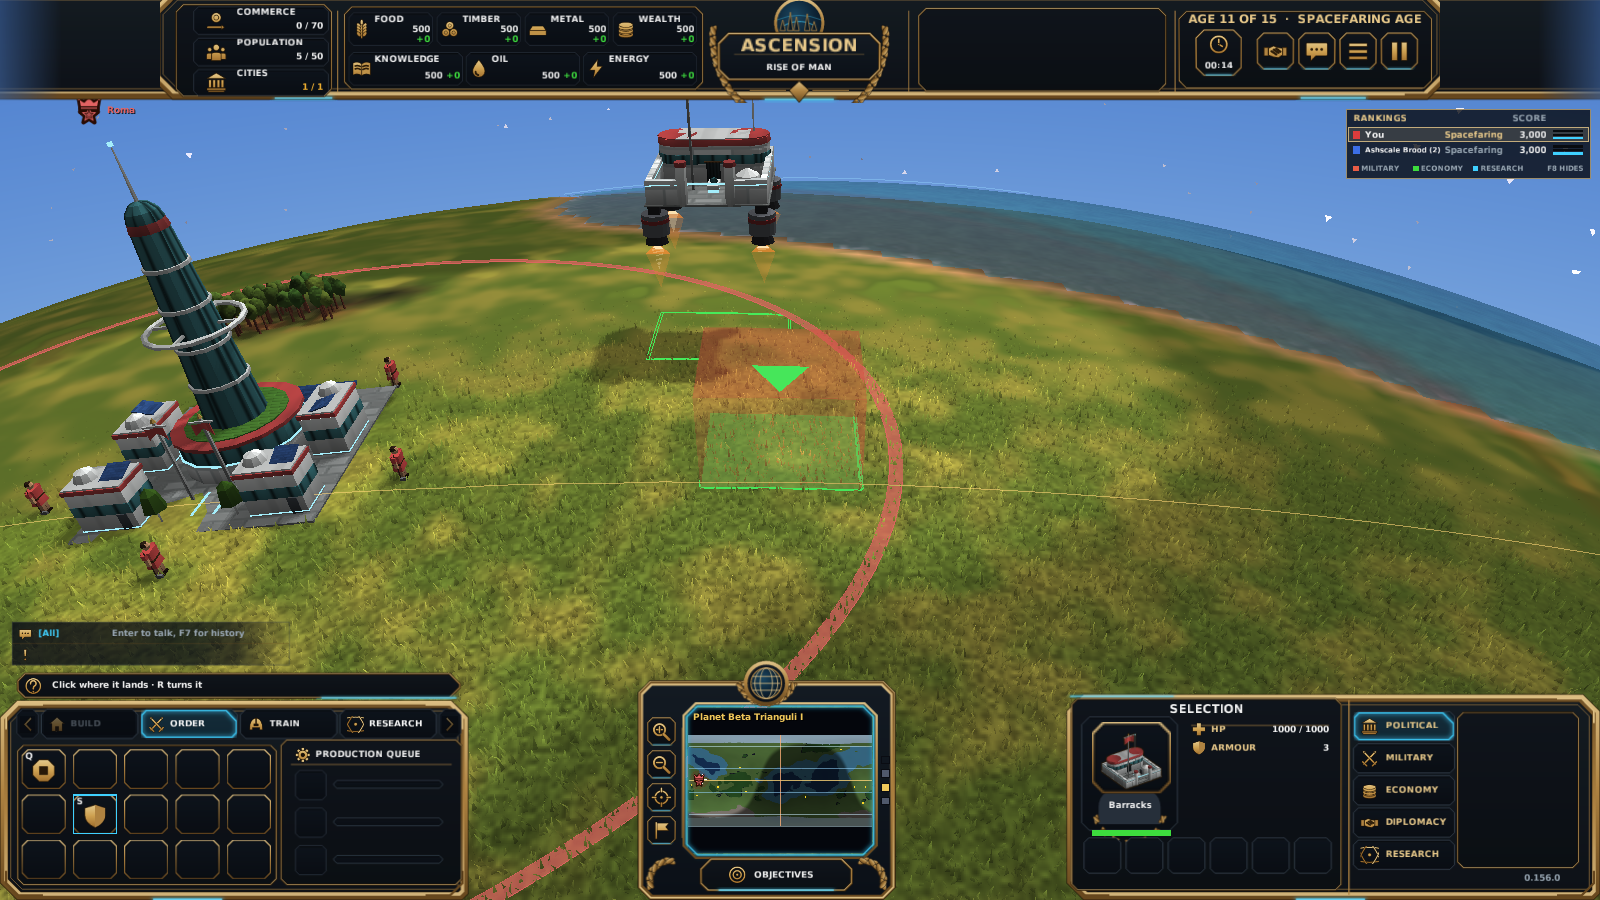 COMMERCE
0 / 70
POPULATION
5 / 50
CITIES
1 / 1
FOOD
500
+0
TIMBER
500
+0
METAL
500
+0
WEALTH
500
+0
KNOWLEDGE
500 +0
OIL
500 +0
ENERGY
500 +0
ASCENSION
RISE OF MAN
AGE 11 OF 15 · SPACEFARING AGE
00:14
Roma
RANKINGS SCORE
You Spacefaring 3,000
Ashscale Brood (2) Spacefaring 3,000
MILITARY ECONOMY RESEARCH F8 HIDES
[All] Enter to talk, F7 for history
!
? Click where it lands · R turns it
BUILD ORDER TRAIN RESEARCH
Q
S
PRODUCTION QUEUE
Planet Beta Trianguli I
OBJECTIVES
SELECTION
HP 1000 / 1000
ARMOUR 3
Barracks
POLITICAL
MILITARY
ECONOMY
DIPLOMACY
RESEARCH
0.156.0